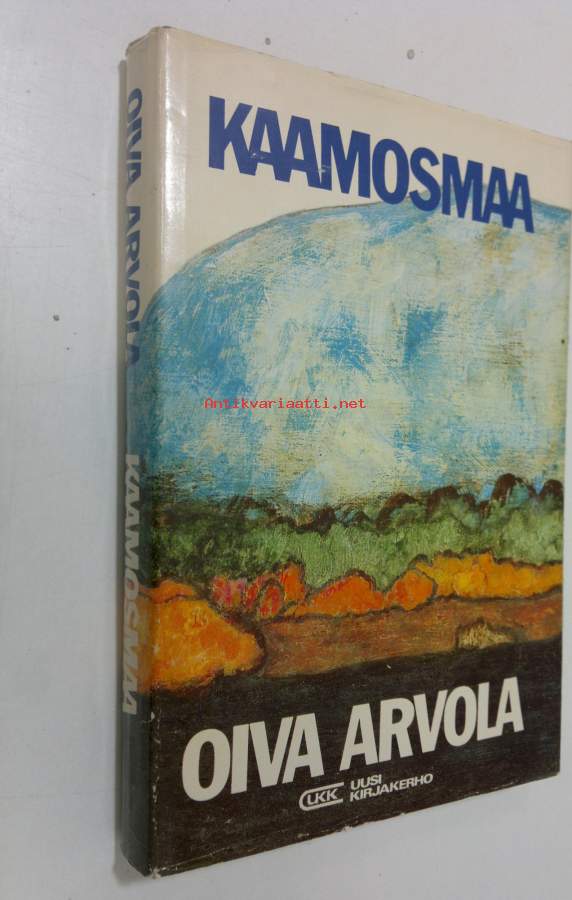 KAAMOSMAA
OIVA ARVOLA
UKK UUSI
KIRJAKERHO
OIVA ARVOLA KAAMOSMAA
Antikvariaatti.net